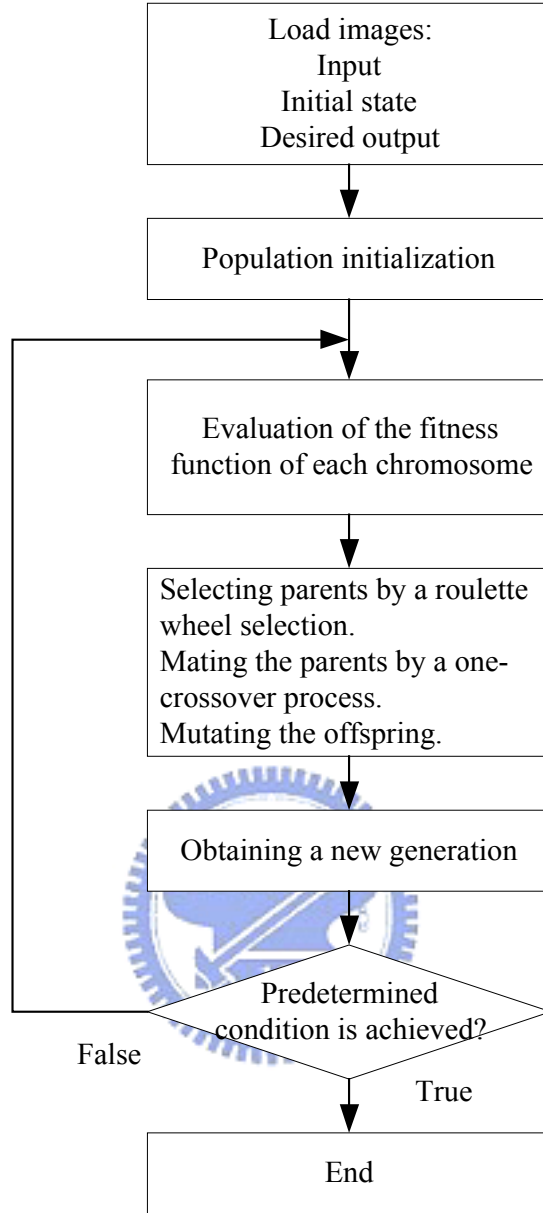 Load images:
Input
Initial state
Desired output
Population initialization
Evaluation of the fitness
function of each chromosome
Selecting parents by a roulette
wheel selection.
Mating the parents by a one-
crossover process.
Mutating the offspring.
Obtaining a new generation
Predetermined
condition is achieved?
False
True
End